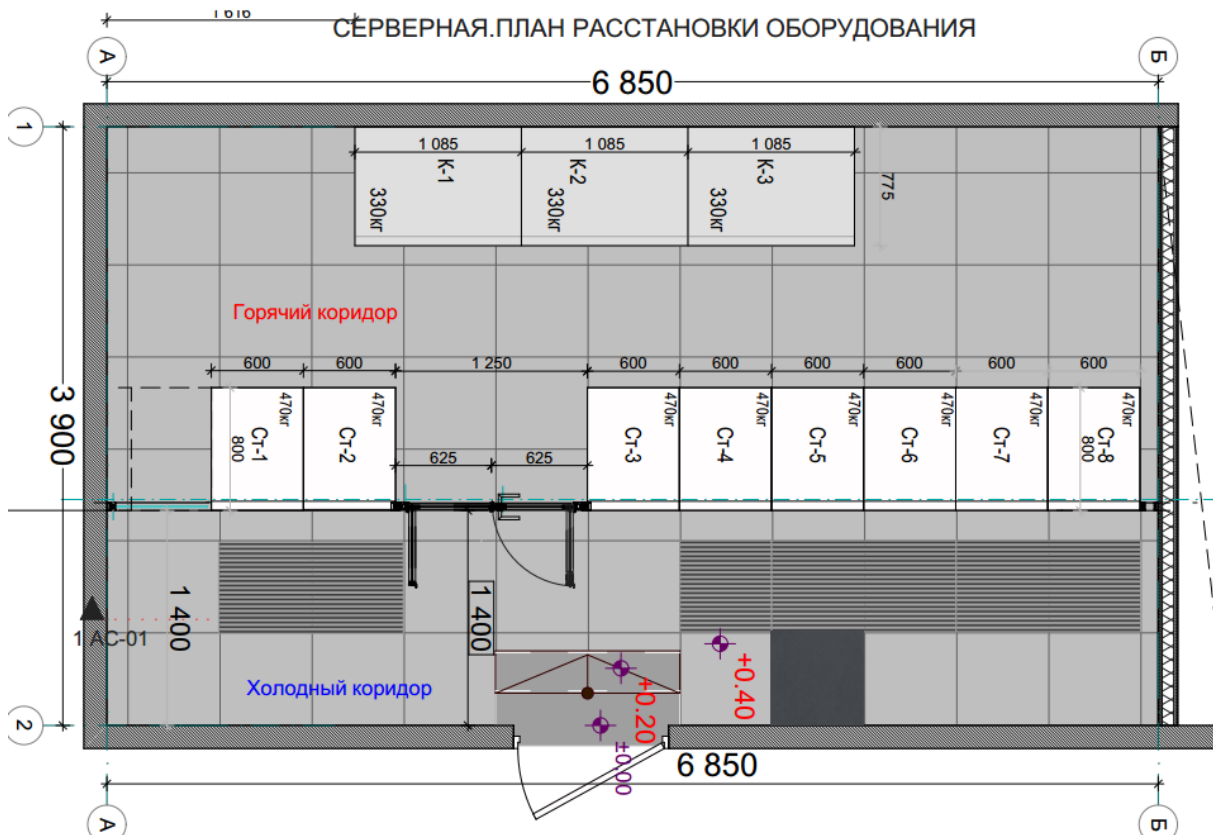 1 616
СЕРВЕРНАЯ.ПЛАН РАССТАНОВКИ ОБОРУДОВАНИЯ
А
Б
6 850
1
1 085
1 085
1 085
К-1
К-2
К-3
330кг
330кг
330кг
775
Горячий коридор
600
600
1 250
600
600
600
600
600
600
3 900
470кг
470кг
470кг
470кг
470кг
470кг
470кг
470кг
Ст-1
Ст-2
Ст-3
Ст-4
Ст-5
Ст-6
Ст-7
Ст-8
800
800
625
625
1 400
1 400
1 АС-01
Холодный коридор
+0.40
+0.20
±0.00
2
6 850
А
Б